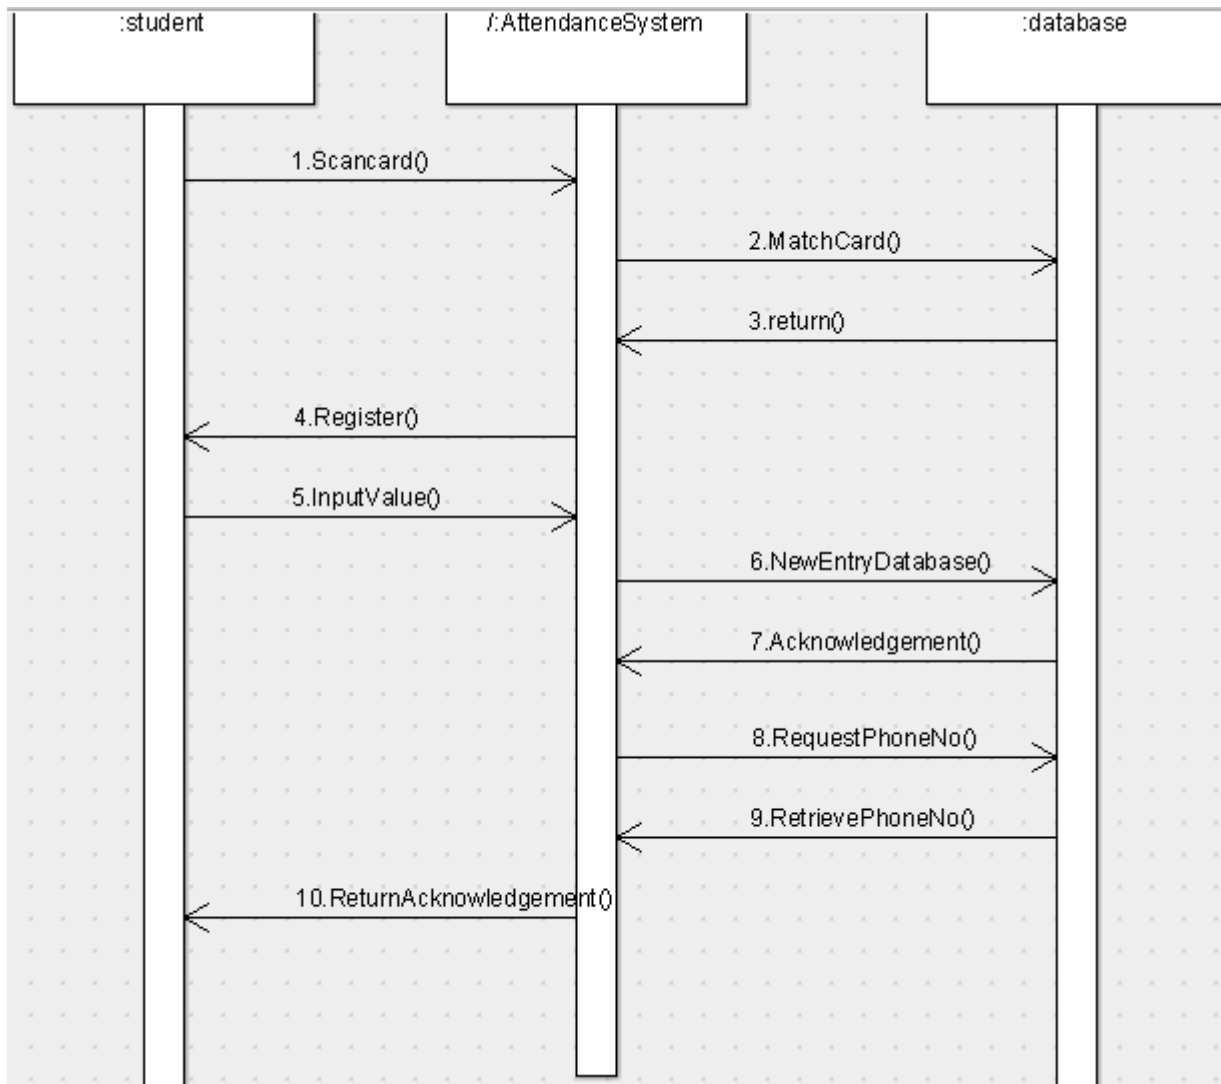 :student
/:AttendanceSystem
:database
1.Scancard()
2.MatchCard()
3.return()
4.Register()
5.InputValue()
6.NewEntryDatabase()
7.Acknowledgement()
8.RequestPhoneNo()
9.RetrievePhoneNo()
10.ReturnAcknowledgement()